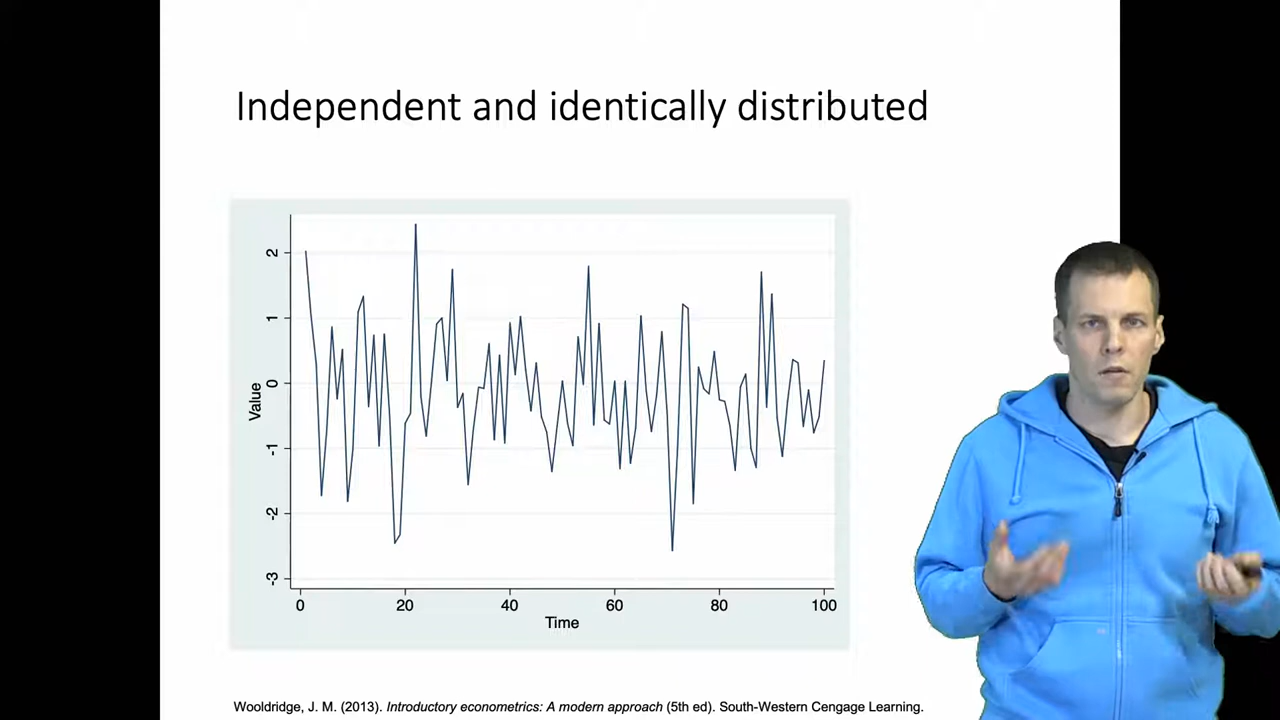 Independent and identically distributed
2
1
0
-1
-2
-3
Value
0 20 40 60 80 100
Time
Wooldridge, J. M. (2013). Introductory econometrics: A modern approach (5th ed). South-Western Cengage Learning.